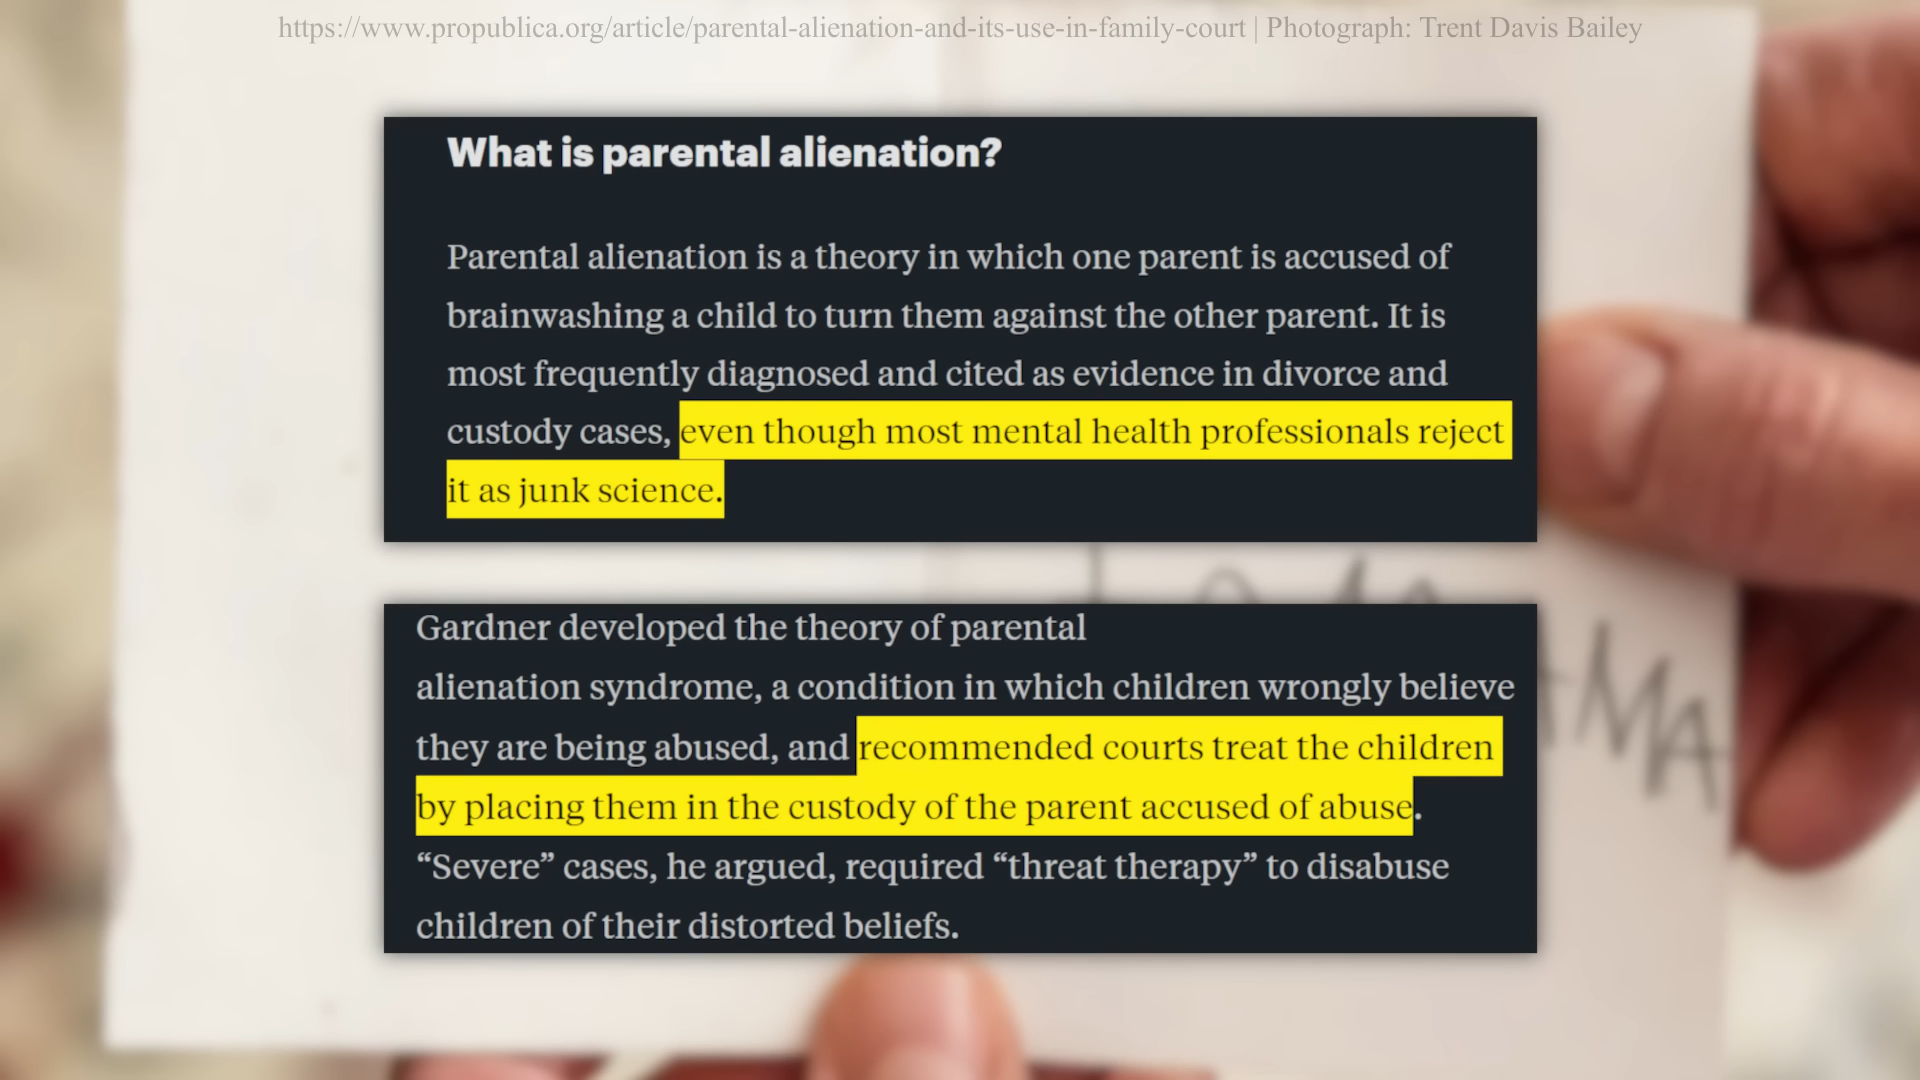 https://www.propublica.org/article/parental-alienation-and-its-use-in-family-court | Photograph: Trent Davis Bailey
What is parental alienation?
Parental alienation is a theory in which one parent is accused of
brainwashing a child to turn them against the other parent. It is
most frequently diagnosed and cited as evidence in divorce and
custody cases, even though most mental health professionals reject
it as junk science.
Gardner developed the theory of parental
alienation syndrome, a condition in which children wrongly believe
they are being abused, and recommended courts treat the children
by placing them in the custody of the parent accused of abuse.
“Severe” cases, he argued, required “threat therapy” to disabuse
children of their distorted beliefs.